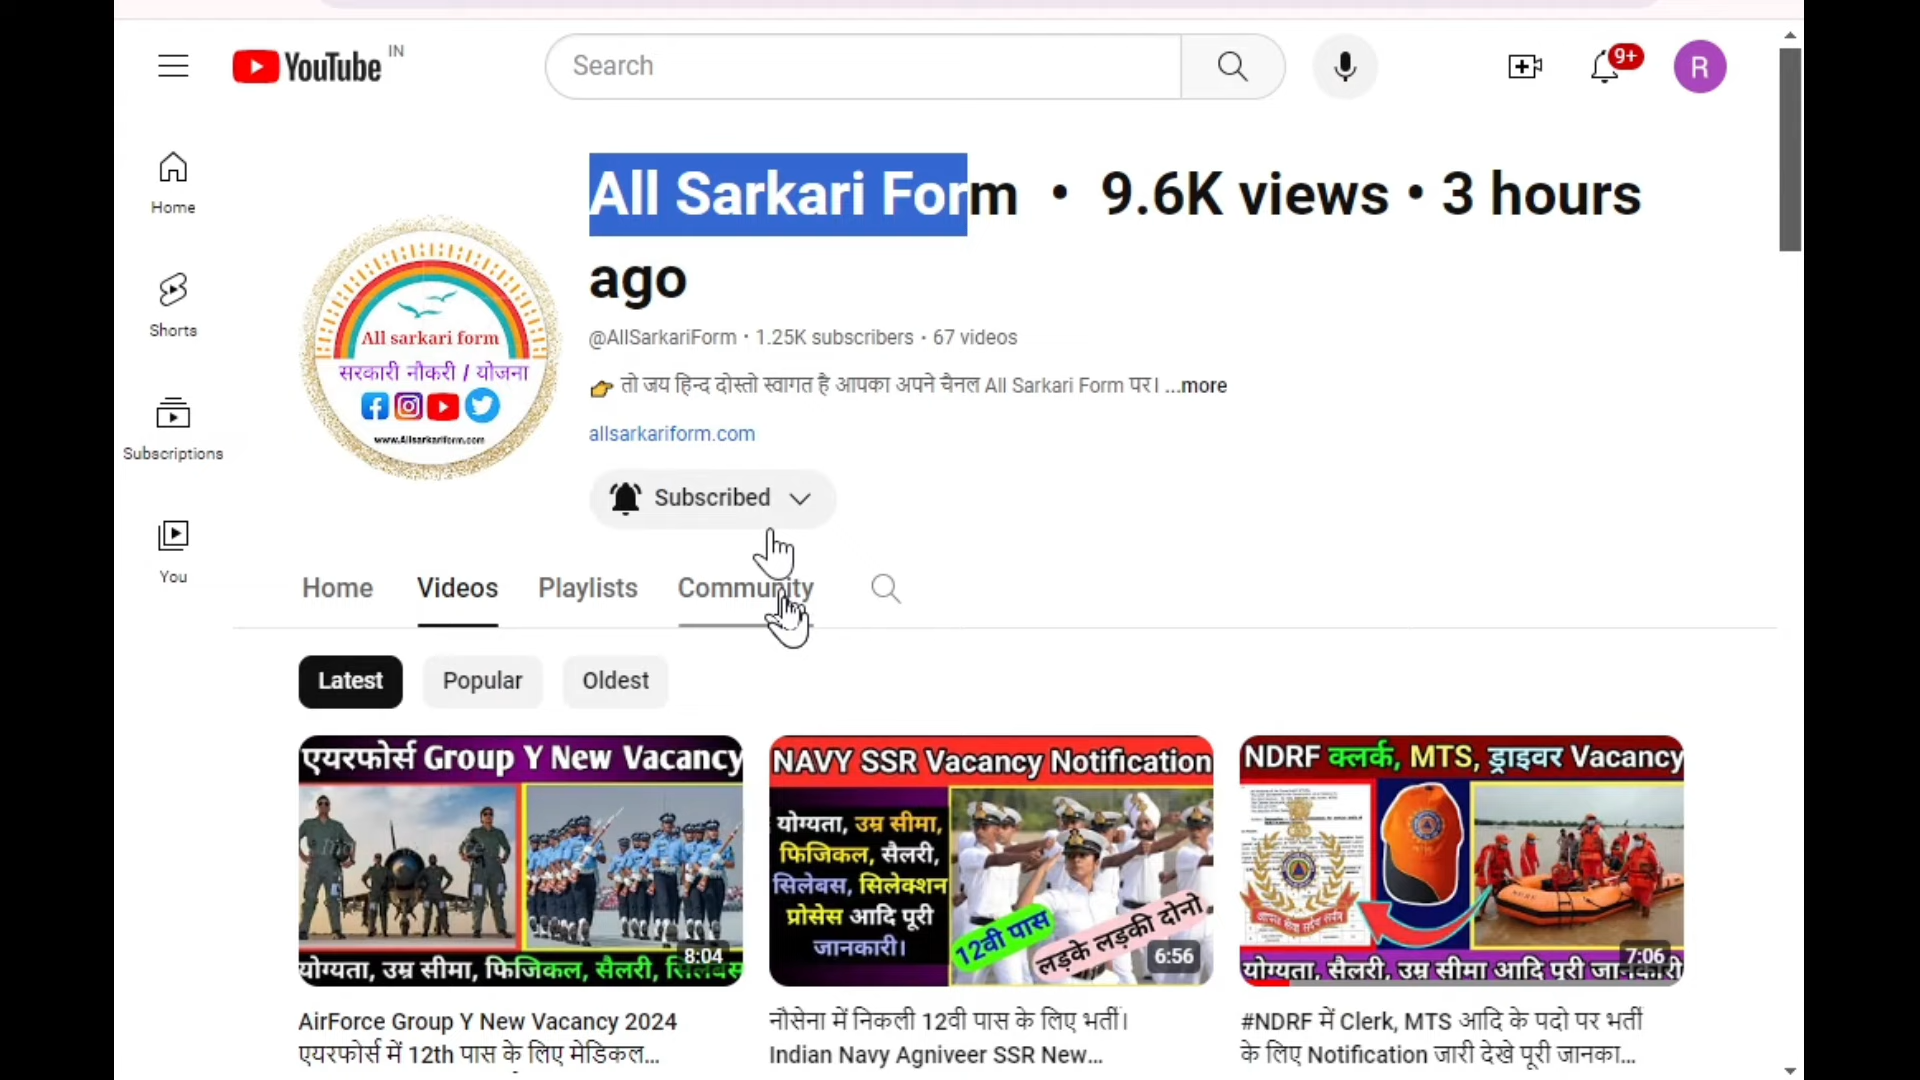 YouTube IN
Search
9+
R
Home
Shorts
Subscriptions
You
All sarkari form
सरकारी नौकरी / योजना
www.Allsarkariform.com
All Sarkari Form • 9.6K views • 3 hours
ago
@AllSarkariForm • 1.25K subscribers • 67 videos
👉 तो जय हिन्द दोस्तो स्वागत है आपका अपने चैनल All Sarkari Form पर। ...more
allsarkariform.com
Subscribed
Home Videos Playlists Community
Latest Popular Oldest
एयरफोर्स Group Y New Vacancy
8:04
योग्यता, उम्र सीमा, फिजिकल, सैलरी, सिलेबस
NAVY SSR Vacancy Notification
योग्यता, उम्र सीमा,
फिजिकल, सैलरी,
सिलेबस, सिलेक्शन
प्रोसेस आदि पूरी
जानकारी।
12वी पास
लड़के लड़की दोनो
6:56
NDRF क्लर्क, MTS, ड्राइवर Vacancy
7:06
योग्यता, सैलरी, उम्र सीमा आदि पूरी जानकारी
AirForce Group Y New Vacancy 2024
एयरफोर्स में 12th पास के लिए मेडिकल...
नौसेना में निकली 12वी पास के लिए भर्ती।
Indian Navy Agniveer SSR New...
#NDRF में Clerk, MTS आदि के पदो पर भर्ती
के लिए Notification जारी देखे पूरी जानका...